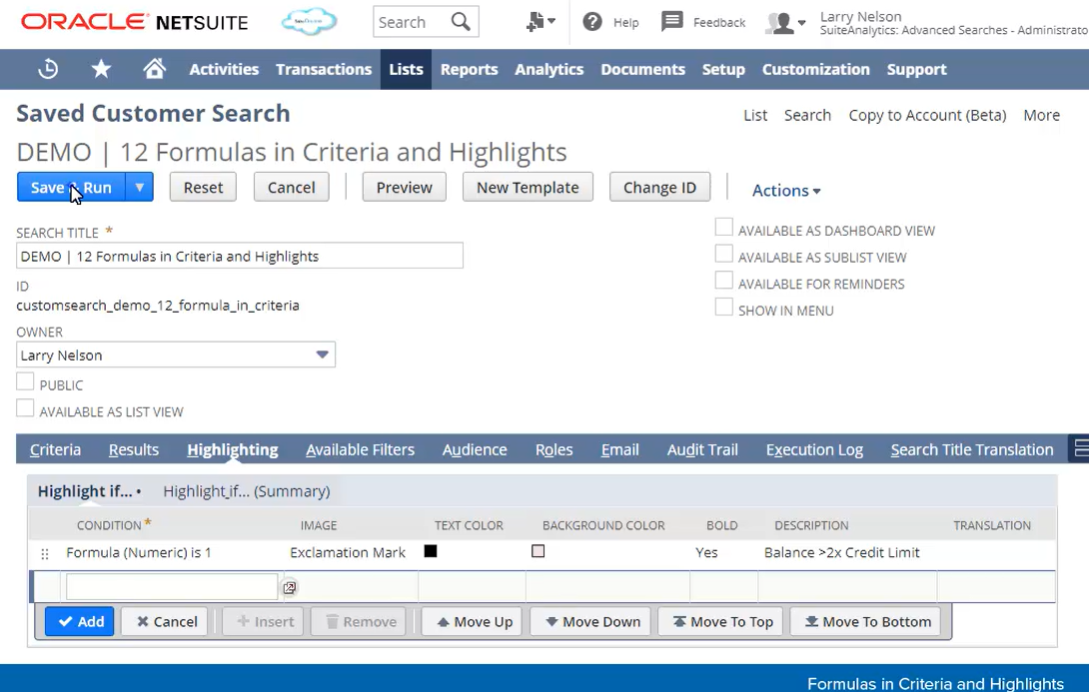 ORACLE NETSUITE
Search
Help
Feedback
Larry Nelson
SuiteAnalytics: Advanced Searches - Administrato
Activities Transactions Lists Reports Analytics Documents Setup Customization Support
Saved Customer Search
List Search Copy to Account (Beta) More
DEMO | 12 Formulas in Criteria and Highlights
Save & Run Reset Cancel Preview New Template Change ID Actions
SEARCH TITLE *
DEMO | 12 Formulas in Criteria and Highlights
ID
customsearch_demo_12_formula_in_criteria
OWNER
Larry Nelson
PUBLIC
AVAILABLE AS LIST VIEW
AVAILABLE AS DASHBOARD VIEW
AVAILABLE AS SUBLIST VIEW
AVAILABLE FOR REMINDERS
SHOW IN MENU
Criteria Results Highlighting Available Filters Audience Roles Email Audit Trail Execution Log Search Title Translation
Highlight if... • Highlight if... (Summary)
CONDITION * IMAGE TEXT COLOR BACKGROUND COLOR BOLD DESCRIPTION TRANSLATION
Formula (Numeric) is 1 Exclamation Mark Yes Balance >2x Credit Limit
Add Cancel + Insert Remove Move Up Move Down Move To Top Move To Bottom
Formulas in Criteria and Highlights